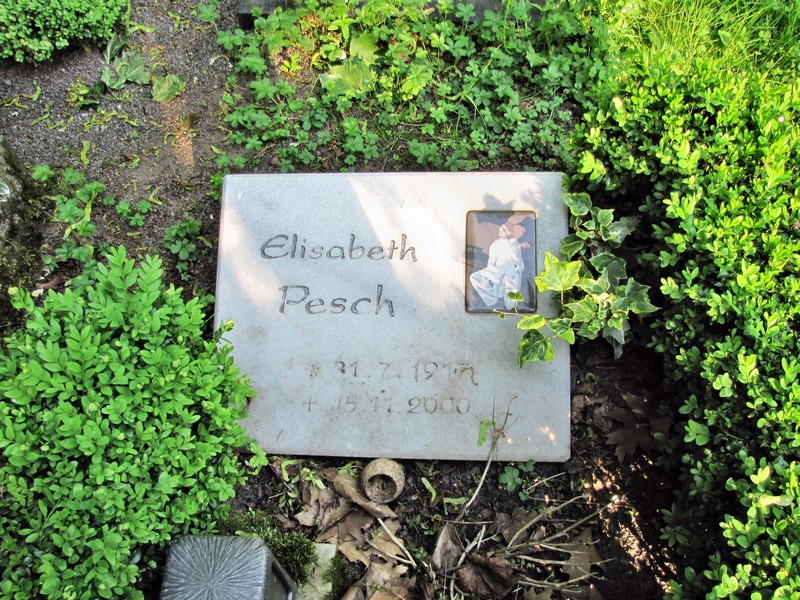 Elisabeth
Pesch
* 31.7.
+ 15.11.2000